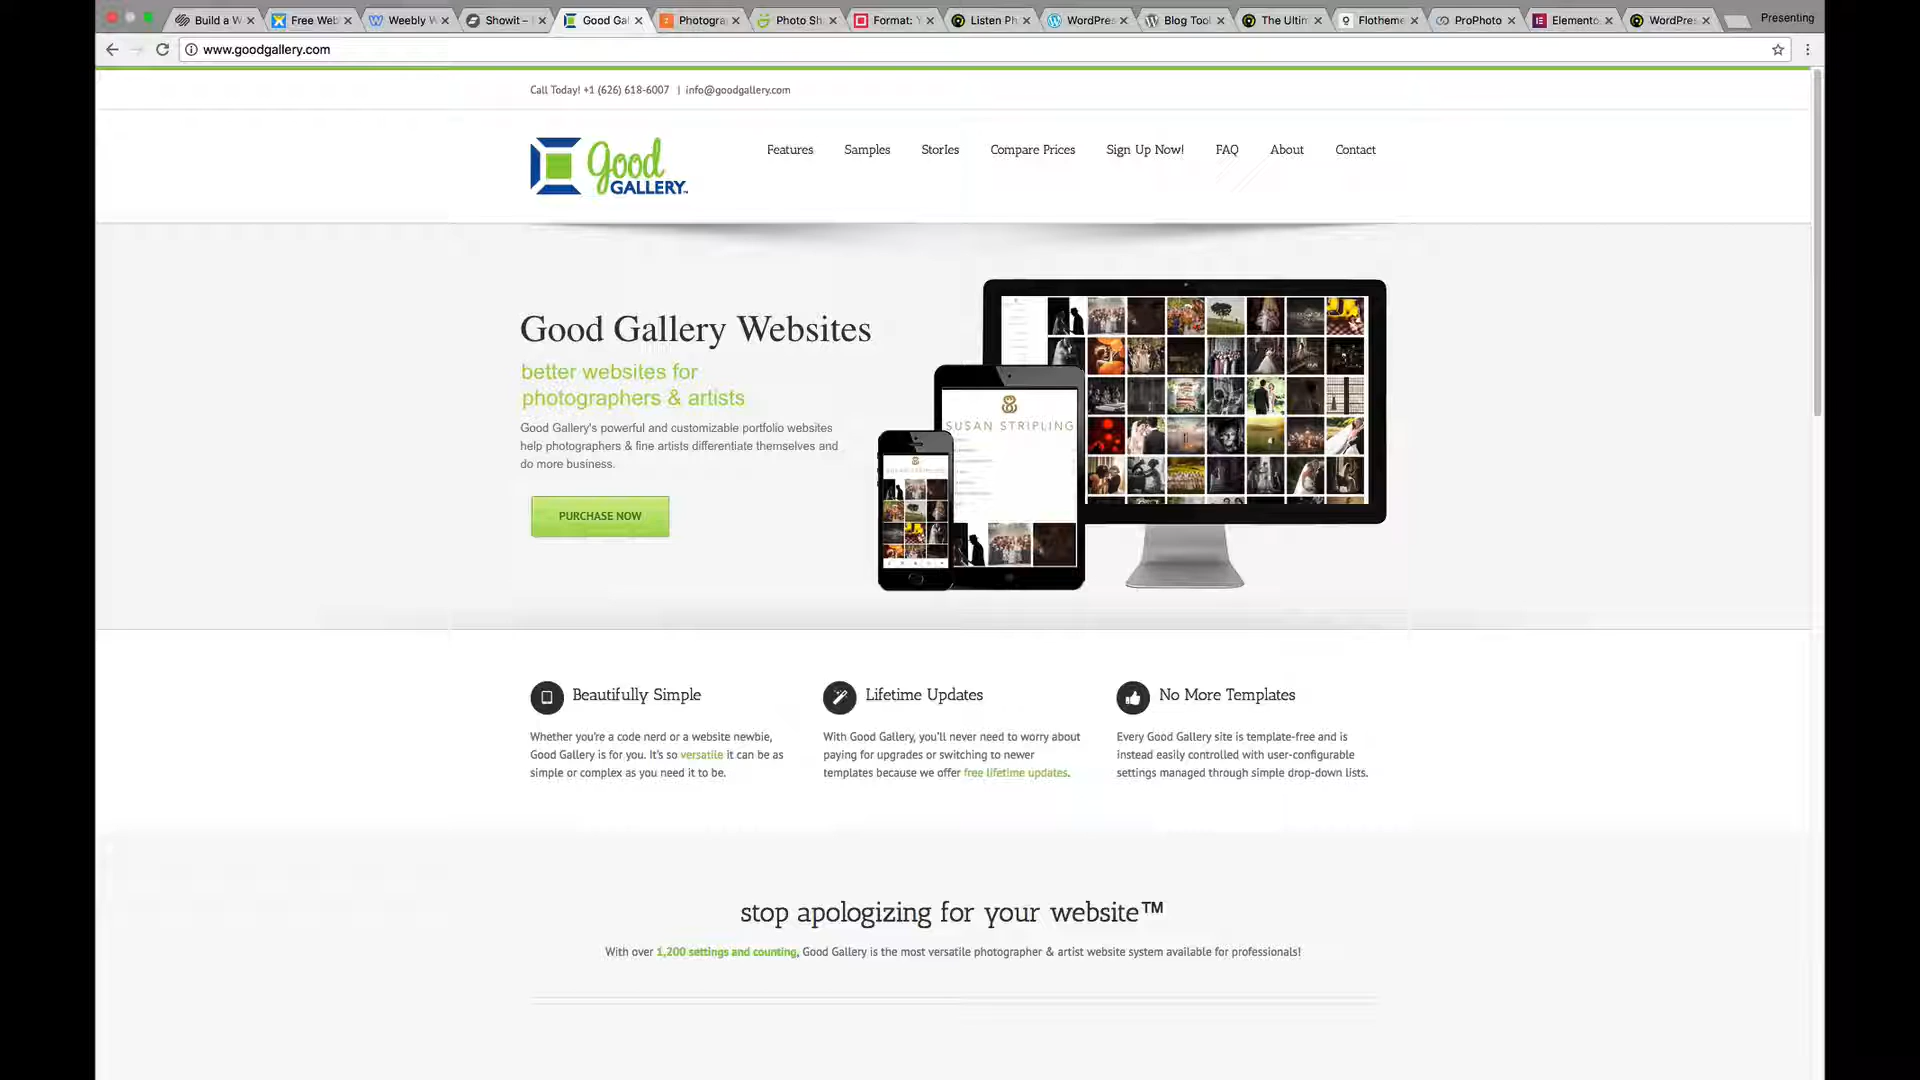 Build a W
Free Web
Weebly W
Showit –
Good Gal
Photogra
Photo Sh
Format: Y
Listen Ph
WordPres
Blog Tool
The Ultim
Flotheme
ProPhoto
Elemento
WordPres
Presenting
www.goodgallery.com
Call Today! +1 (626) 618-6007 | info@goodgallery.com
Good
GALLERY™
Features
Samples
StorIes
Compare Prices
Sign Up Now!
FAQ
About
Contact
Good Gallery Websites
better websites for
photographers & artists
Good Gallery's powerful and customizable portfolio websites
help photographers & fine artists differentiate themselves and
do more business.
PURCHASE NOW
SUSAN STRIPLING
Beautifully Simple
Whether you're a code nerd or a website newbie,
Good Gallery is for you. It's so versatile it can be as
simple or complex as you need it to be.
Lifetime Updates
With Good Gallery, you'll never need to worry about
paying for upgrades or switching to newer
templates because we offer free lifetime updates.
No More Templates
Every Good Gallery site is template-free and is
instead easily controlled with user-configurable
settings managed through simple drop-down lists.
stop apologizing for your website™
With over 1,200 settings and counting, Good Gallery is the most versatile photographer & artist website system available for professionals!